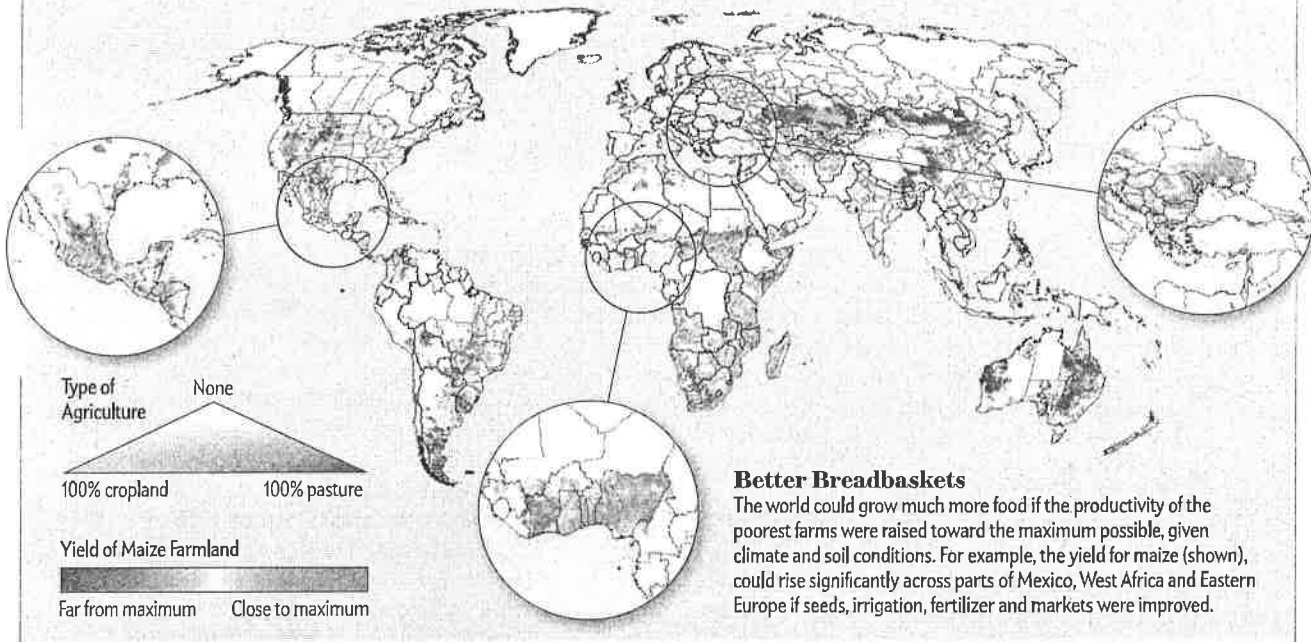 Type of
Agriculture
None
100% cropland
100% pasture
Yield of Maize Farmland
Far from maximum
Close to maximum
Better Breadbaskets
The world could grow much more food if the productivity of the
poorest farms were raised toward the maximum possible, given
climate and soil conditions. For example, the yield for maize (shown),
could rise significantly across parts of Mexico, West Africa and Eastern
Europe if seeds, irrigation, fertilizer and markets were improved.